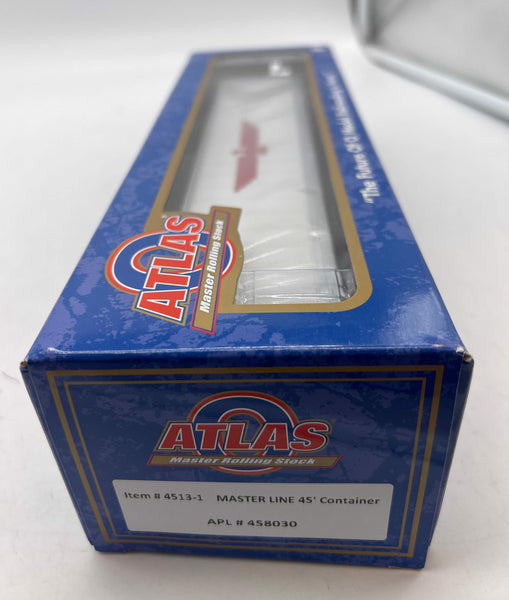 "The Future Of O Model Railroading Is Here"
ATLAS
Master Rolling Stock
ATLAS
Master Rolling Stock
Item # 4513-1 MASTER LINE 45' Container
APL # 458030